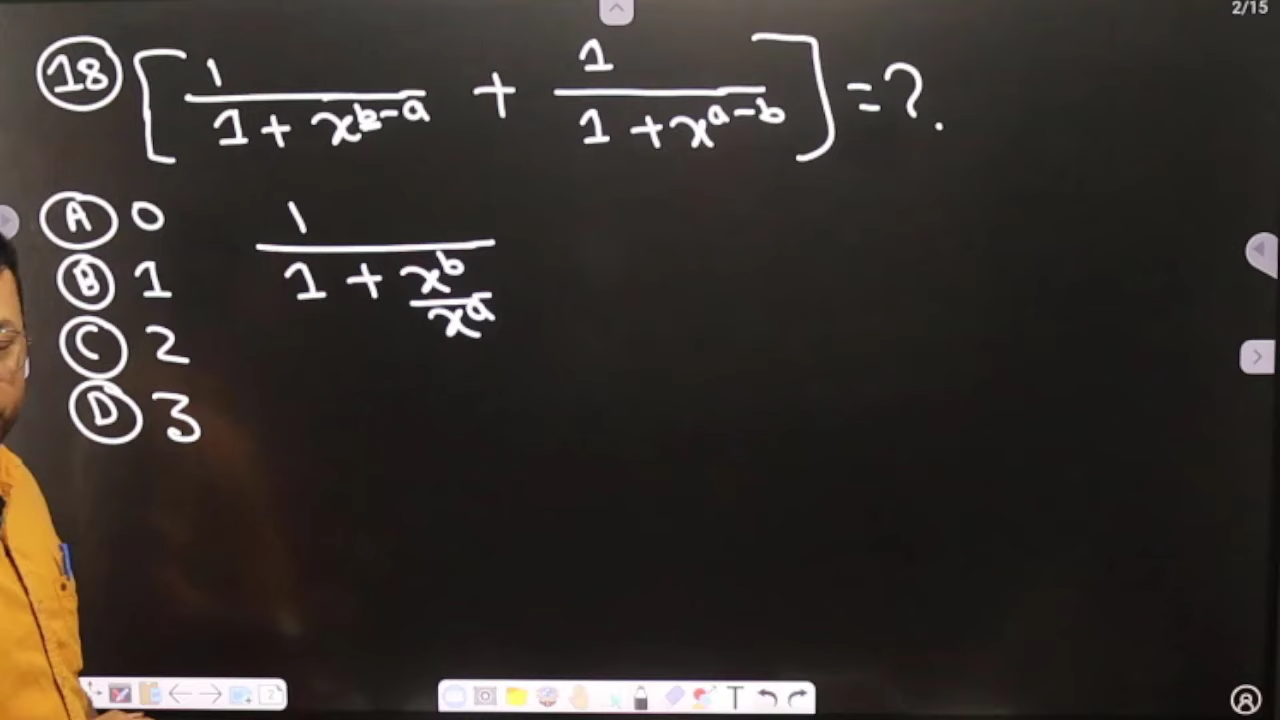 2/15
18 [ 1/(1 + x^(b-a)) + 1/(1 + x^(a-b)) ] = ?.
A 0
B 1
C 2
D 3
1/(1 + x^b/x^a)
T